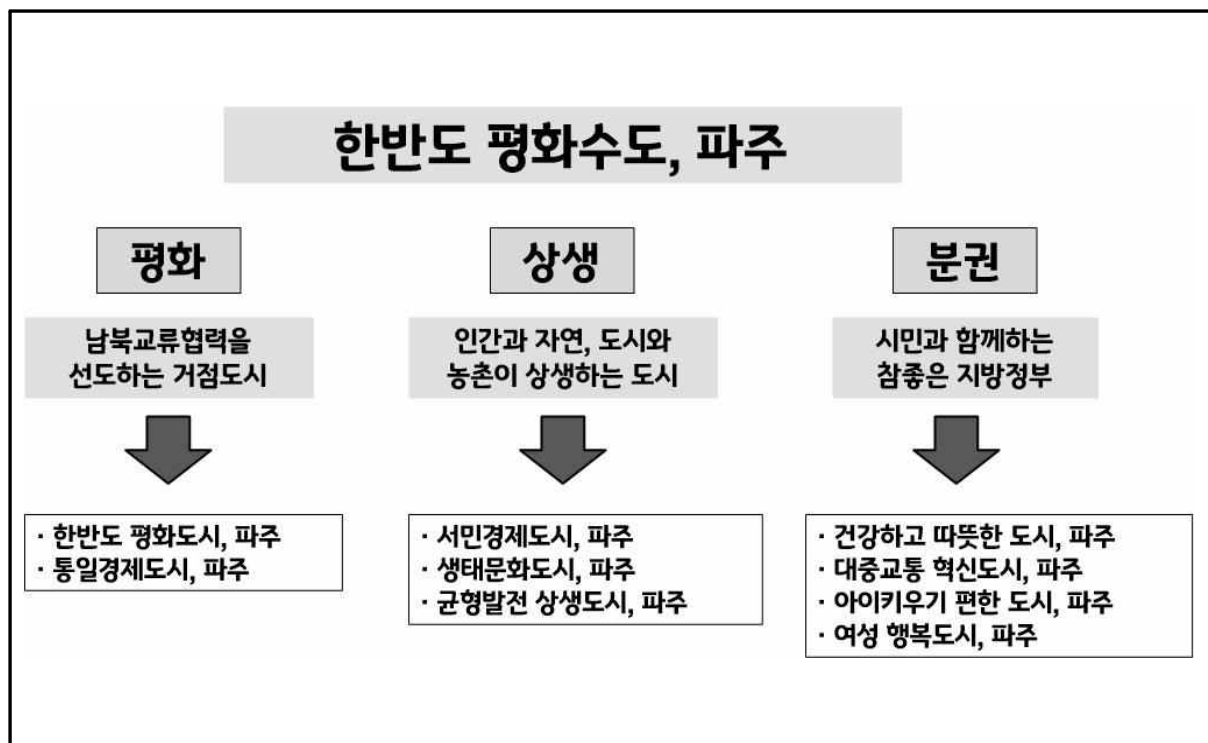 한반도 평화수도, 파주
평화
남북교류협력을
선도하는 거점도시
· 한반도 평화도시, 파주
· 통일경제도시, 파주
상생
인간과 자연, 도시와
농촌이 상생하는 도시
· 서민경제도시, 파주
· 생태문화도시, 파주
· 균형발전 상생도시, 파주
분권
시민과 함께하는
참좋은 지방정부
· 건강하고 따뜻한 도시, 파주
· 대중교통 혁신도시, 파주
· 아이키우기 편한 도시, 파주
· 여성 행복도시, 파주